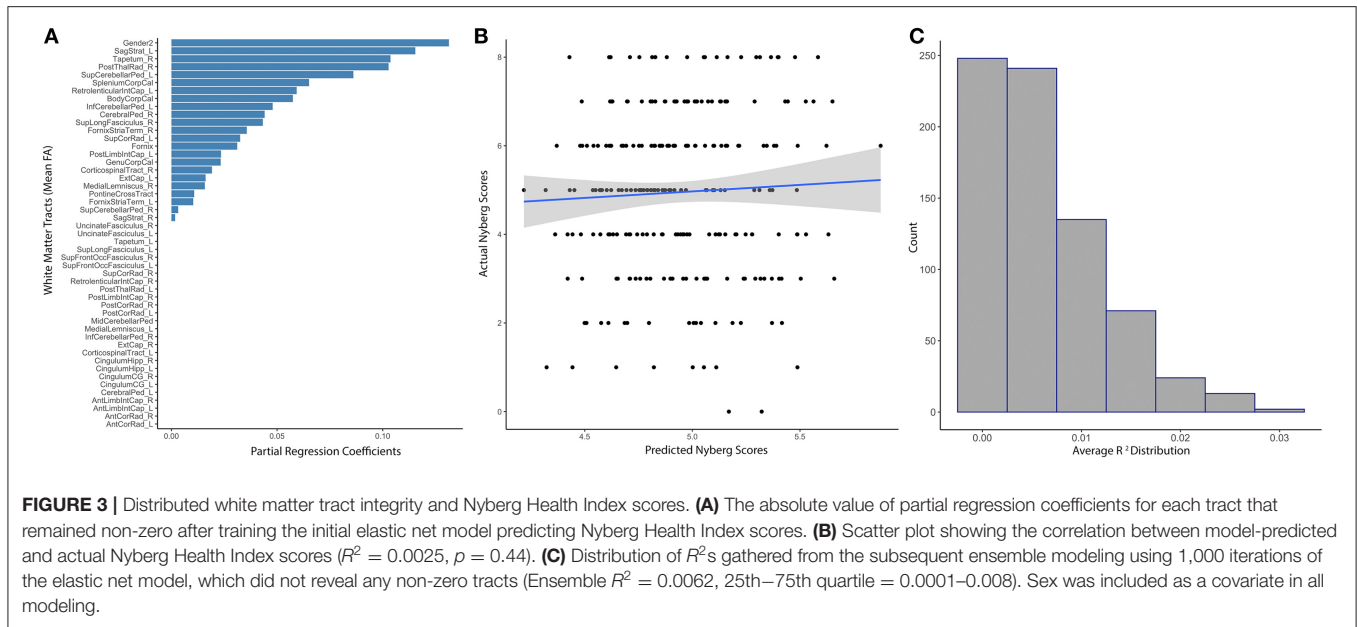 A
White Matter Tracts (Mean FA)
Gender2
SagStrat_L
Tapetum_R
PostThalRad_R
SupCerebellarPed_L
SpleniumCorpCal
RetrolenticularIntCap_L
BodyCorpCal
InfCerebellarPed_L
CerebralPed_R
SupLongFasciculus_R
FornixStriaTerm_R
SupCorRad_L
Fornix
PostLimbIntCap_L
GenuCorpCal
CorticospinalTract_R
ExtCap_L
MedialLemniscus_R
PontineCrossTract
FornixStriaTerm_L
SupCerebellarPed_R
SagStrat_R
UncinateFasciculus_R
UncinateFasciculus_L
Tapetum_L
SupLongFasciculus_L
SupFrontOccFasciculus_R
SupFrontOccFasciculus_L
SupCorRad_R
RetrolenticularIntCap_R
PostThalRad_L
PostLimbIntCap_R
PostCorRad_R
PostCorRad_L
MidCerebellarPed
MedialLemniscus_L
InfCerebellarPed_R
ExtCap_R
CorticospinalTract_L
CingulumHipp_R
CingulumHipp_L
CingulumCG_R
CingulumCG_L
CerebralPed_L
AntLimbIntCap_R
AntLimbIntCap_L
AntCorRad_R
AntCorRad_L
0.00 0.05 0.10
Partial Regression Coefficients
B
Actual Nyberg Scores
8
6
4
2
0
4.5 5.0 5.5
Predicted Nyberg Scores
C
Count
250
200
150
100
50
0
0.00 0.01 0.02 0.03
Average R² Distribution
FIGURE 3 | Distributed white matter tract integrity and Nyberg Health Index scores. (A) The absolute value of partial regression coefficients for each tract that
remained non-zero after training the initial elastic net model predicting Nyberg Health Index scores. (B) Scatter plot showing the correlation between model-predicted
and actual Nyberg Health Index scores (R² = 0.0025, p = 0.44). (C) Distribution of R²s gathered from the subsequent ensemble modeling using 1,000 iterations of
the elastic net model, which did not reveal any non-zero tracts (Ensemble R² = 0.0062, 25th–75th quartile = 0.0001–0.008). Sex was included as a covariate in all
modeling.